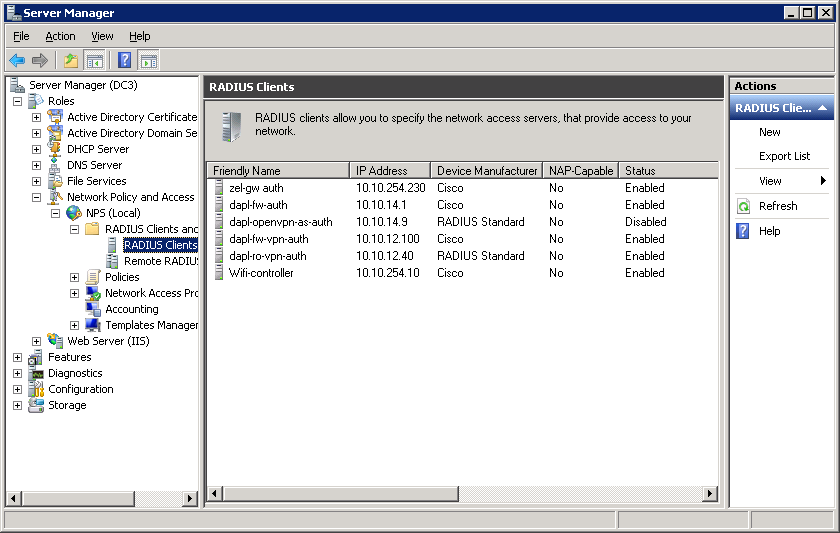 Server Manager
File Action View Help
Server Manager (DC3)
Roles
Active Directory Certificate
Active Directory Domain Se
DHCP Server
DNS Server
File Services
Network Policy and Access
NPS (Local)
RADIUS Clients and
RADIUS Clients
Remote RADIUS
Policies
Network Access Pro
Accounting
Templates Manager
Web Server (IIS)
Features
Diagnostics
Configuration
Storage
RADIUS Clients
RADIUS clients allow you to specify the network access servers, that provide access to your
network.
Friendly Name IP Address Device Manufacturer NAP-Capable Status
zel-gw auth 10.10.254.230 Cisco No Enabled
dapl-fw-auth 10.10.14.1 Cisco No Enabled
dapl-openvpn-as-auth 10.10.14.9 RADIUS Standard No Disabled
dapl-fw-vpn-auth 10.10.12.100 Cisco No Enabled
dapl-ro-vpn-auth 10.10.12.40 RADIUS Standard No Enabled
Wifi-controller 10.10.254.10 Cisco No Enabled
Actions
RADIUS Clie...
New
Export List
View
Refresh
Help